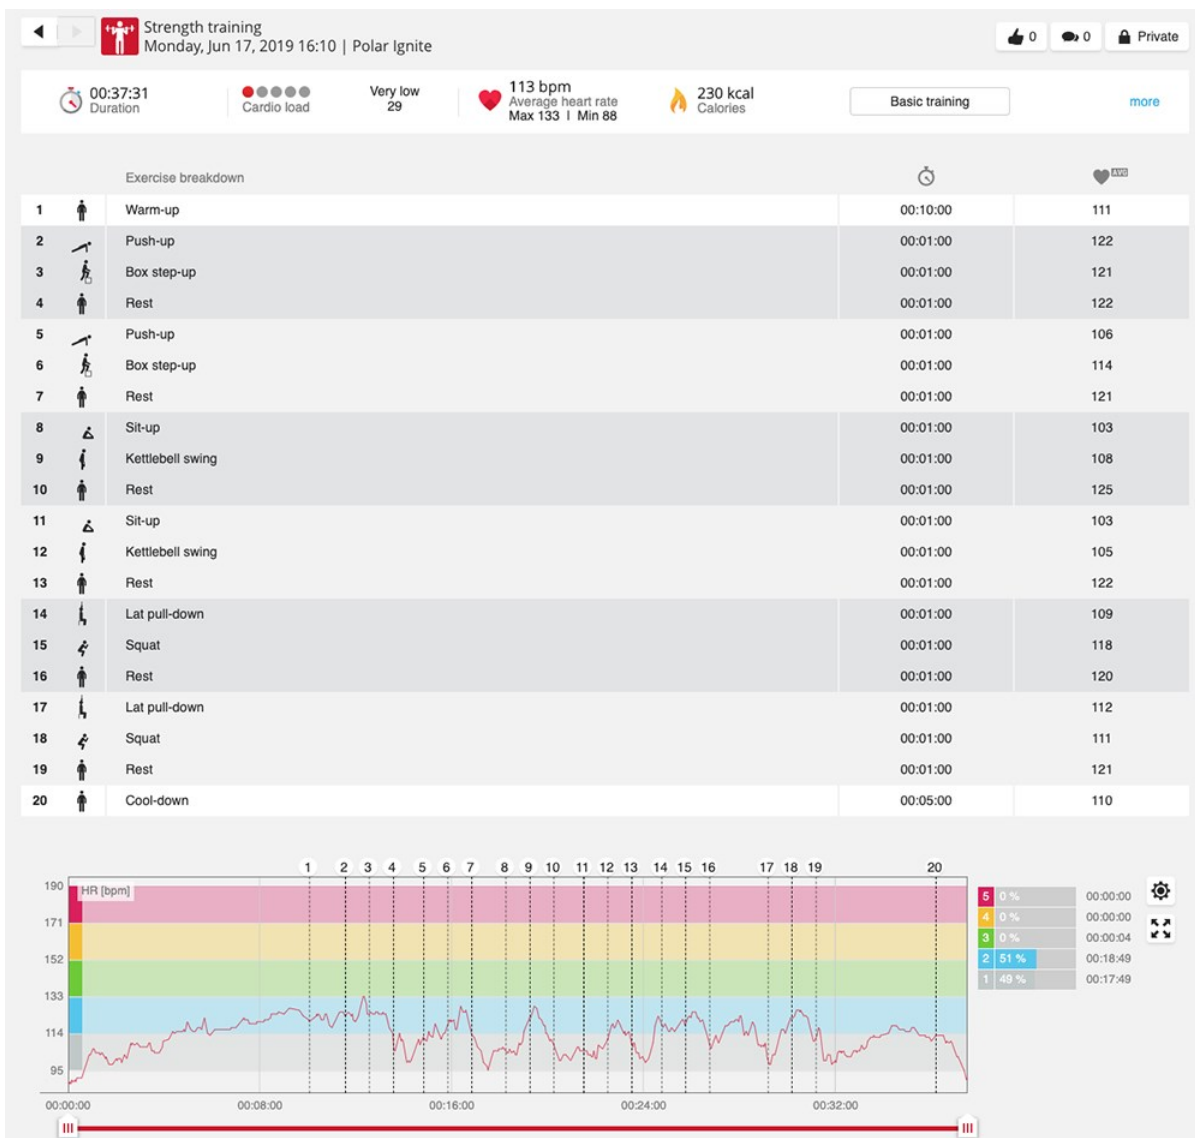 Strength training
Monday, Jun 17, 2019 16:10 | Polar Ignite
0 0 Private
00:37:31
Duration
Cardio load
Very low
29
113 bpm
Average heart rate
Max 133 | Min 88
230 kcal
Calories
Basic training
more
Exercise breakdown AVG
1 Warm-up 00:10:00 111
2 Push-up 00:01:00 122
3 Box step-up 00:01:00 121
4 Rest 00:01:00 122
5 Push-up 00:01:00 106
6 Box step-up 00:01:00 114
7 Rest 00:01:00 121
8 Sit-up 00:01:00 103
9 Kettlebell swing 00:01:00 108
10 Rest 00:01:00 125
11 Sit-up 00:01:00 103
12 Kettlebell swing 00:01:00 105
13 Rest 00:01:00 122
14 Lat pull-down 00:01:00 109
15 Squat 00:01:00 118
16 Rest 00:01:00 120
17 Lat pull-down 00:01:00 112
18 Squat 00:01:00 111
19 Rest 00:01:00 121
20 Cool-down 00:05:00 110
1 2 3 4 5 6 7 8 9 10 11 12 13 14 15 16 17 18 19 20
HR [bpm]
190
171
152
133
114
95
5 0 % 00:00:00
4 0 % 00:00:00
3 0 % 00:00:04
2 51 % 00:18:49
1 49 % 00:17:49
00:00:00 00:08:00 00:16:00 00:24:00 00:32:00